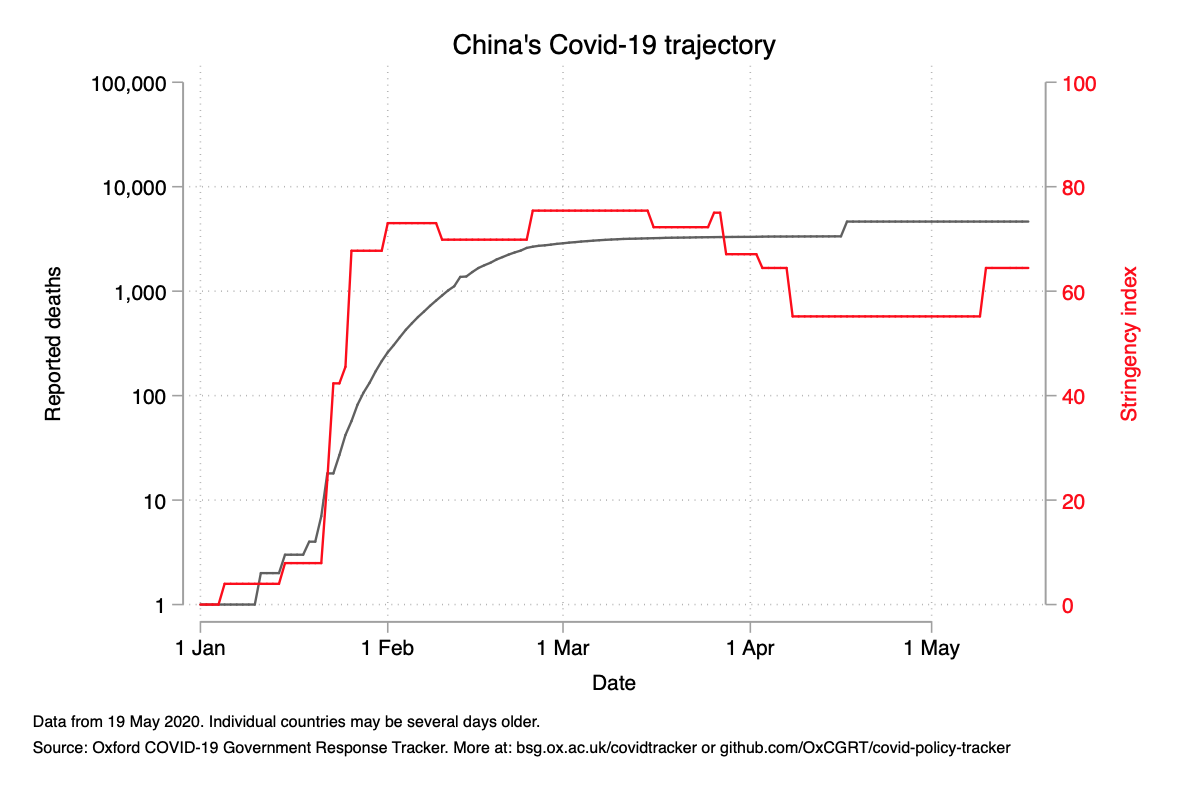 China's Covid-19 trajectory
100,000
10,000
1,000
100
10
1
Reported deaths
100
80
60
40
20
0
Stringency index
1 Jan
1 Feb
1 Mar
1 Apr
1 May
Date
Data from 19 May 2020. Individual countries may be several days older.
Source: Oxford COVID-19 Government Response Tracker. More at: bsg.ox.ac.uk/covidtracker or github.com/OxCGRT/covid-policy-tracker